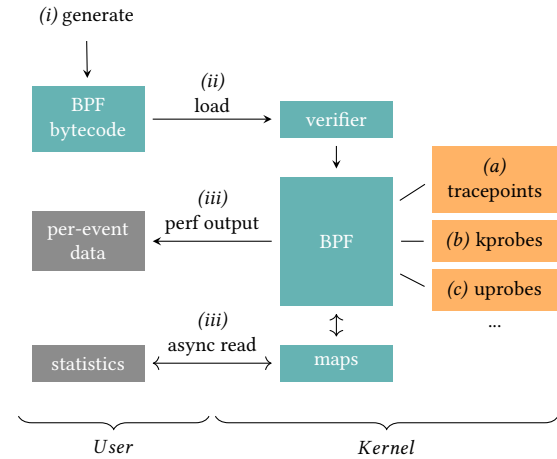 (i) generate
BPF
bytecode
(ii)
load
verifier
(a)
tracepoints
(iii)
perf output
per-event
data
BPF
(b) kprobes
(c) uprobes
...
(iii)
async read
statistics
maps
User
Kernel